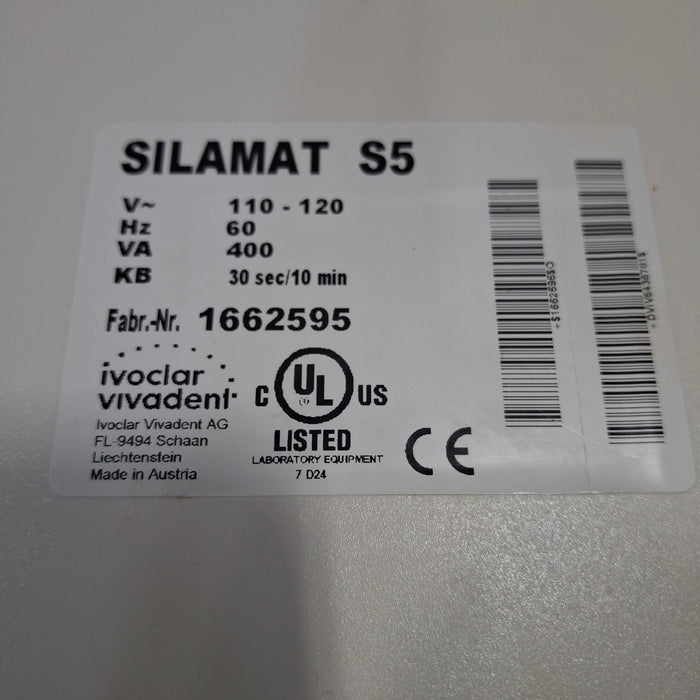 SILAMAT S5
V~ 110 - 120
Hz 60
VA 400
KB 30 sec/10 min
Fabr.-Nr. 1662595
ivoclar
vivadent
Ivoclar Vivadent AG
FL-9494 Schaan
Liechtenstein
Made in Austria
C UL US
®
LISTED
LABORATORY EQUIPMENT
7 D24
CE